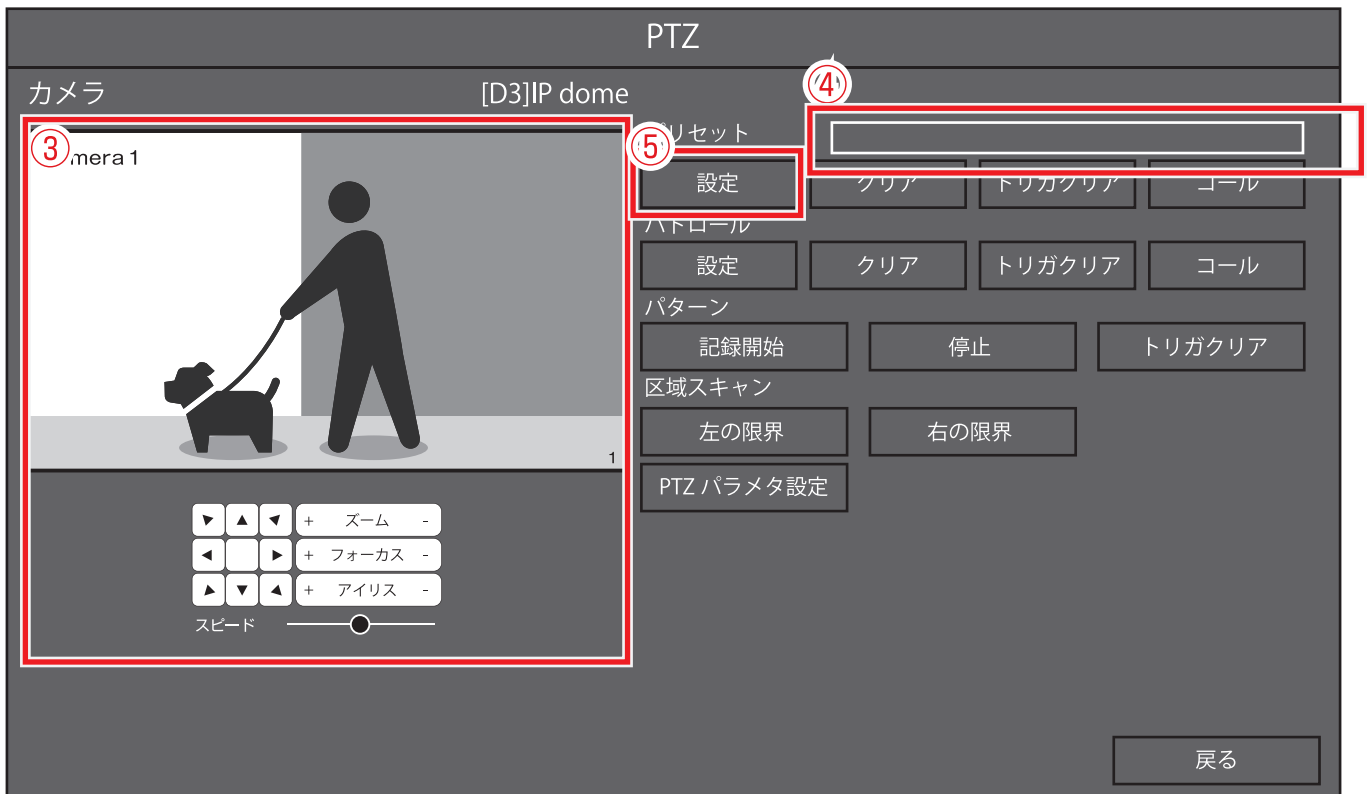 PTZ
カメラ [D3]IP dome
④
③ mera 1
⑤ リセット
設定 クリア トリガクリア コール
パトロール
設定 クリア トリガクリア コール
パターン
記録開始 停止 トリガクリア
区域スキャン
左の限界 右の限界
PTZ パラメタ設定
1
+ ズーム -
+ フォーカス -
+ アイリス -
スピード
戻る